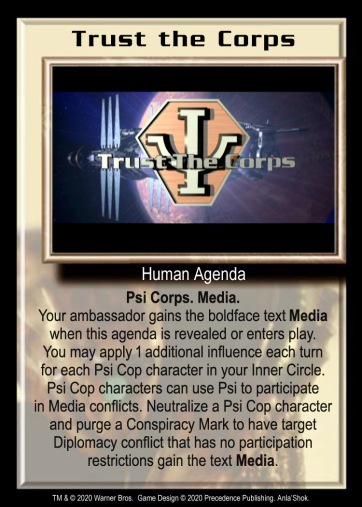 Trust the Corps
Trust The Corps
Human Agenda
Psi Corps. Media.
Your ambassador gains the boldface text Media
when this agenda is revealed or enters play.
You may apply 1 additional influence each turn
for each Psi Cop character in your Inner Circle.
Psi Cop characters can use Psi to participate
in Media conflicts. Neutralize a Psi Cop character
and purge a Conspiracy Mark to have target
Diplomacy conflict that has no participation
restrictions gain the text Media.
TM & © 2020 Warner Bros. Game Design © 2020 Precedence Publishing. Anla'Shok.